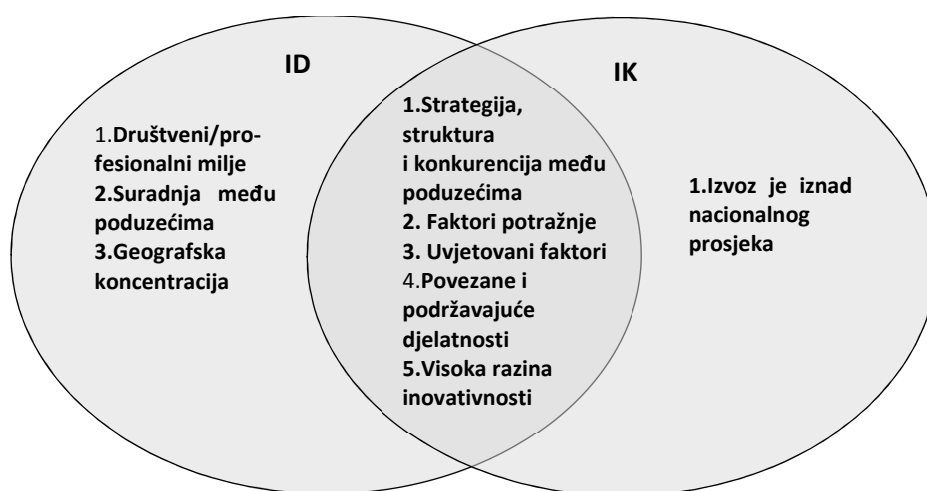 ID
1.Društveni/pro-
fesionalni milje
2.Suradnja među
poduzećima
3.Geografska
koncentracija
1.Strategija,
struktura
i konkurencija među
poduzećima
2. Faktori potražnje
3. Uvjetovani faktori
4.Povezane i
podržavajuće
djelatnosti
5.Visoka razina
inovativnosti
IK
1.Izvoz je iznad
nacionalnog
prosjeka